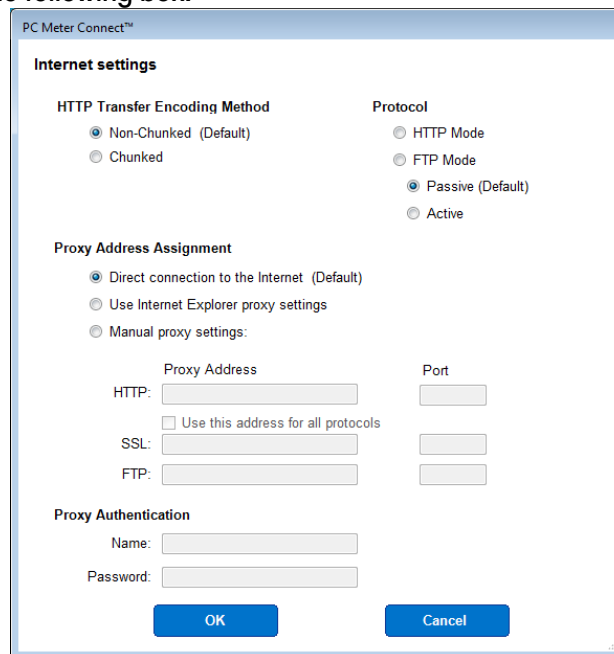 following box.
PC Meter Connect™
Internet settings
HTTP Transfer Encoding Method
Protocol
Non-Chunked (Default)
HTTP Mode
Chunked
FTP Mode
Passive (Default)
Active
Proxy Address Assignment
Direct connection to the Internet (Default)
Use Internet Explorer proxy settings
Manual proxy settings:
Proxy Address
Port
HTTP:
Use this address for all protocols
SSL:
FTP:
Proxy Authentication
Name:
Password:
OK
Cancel